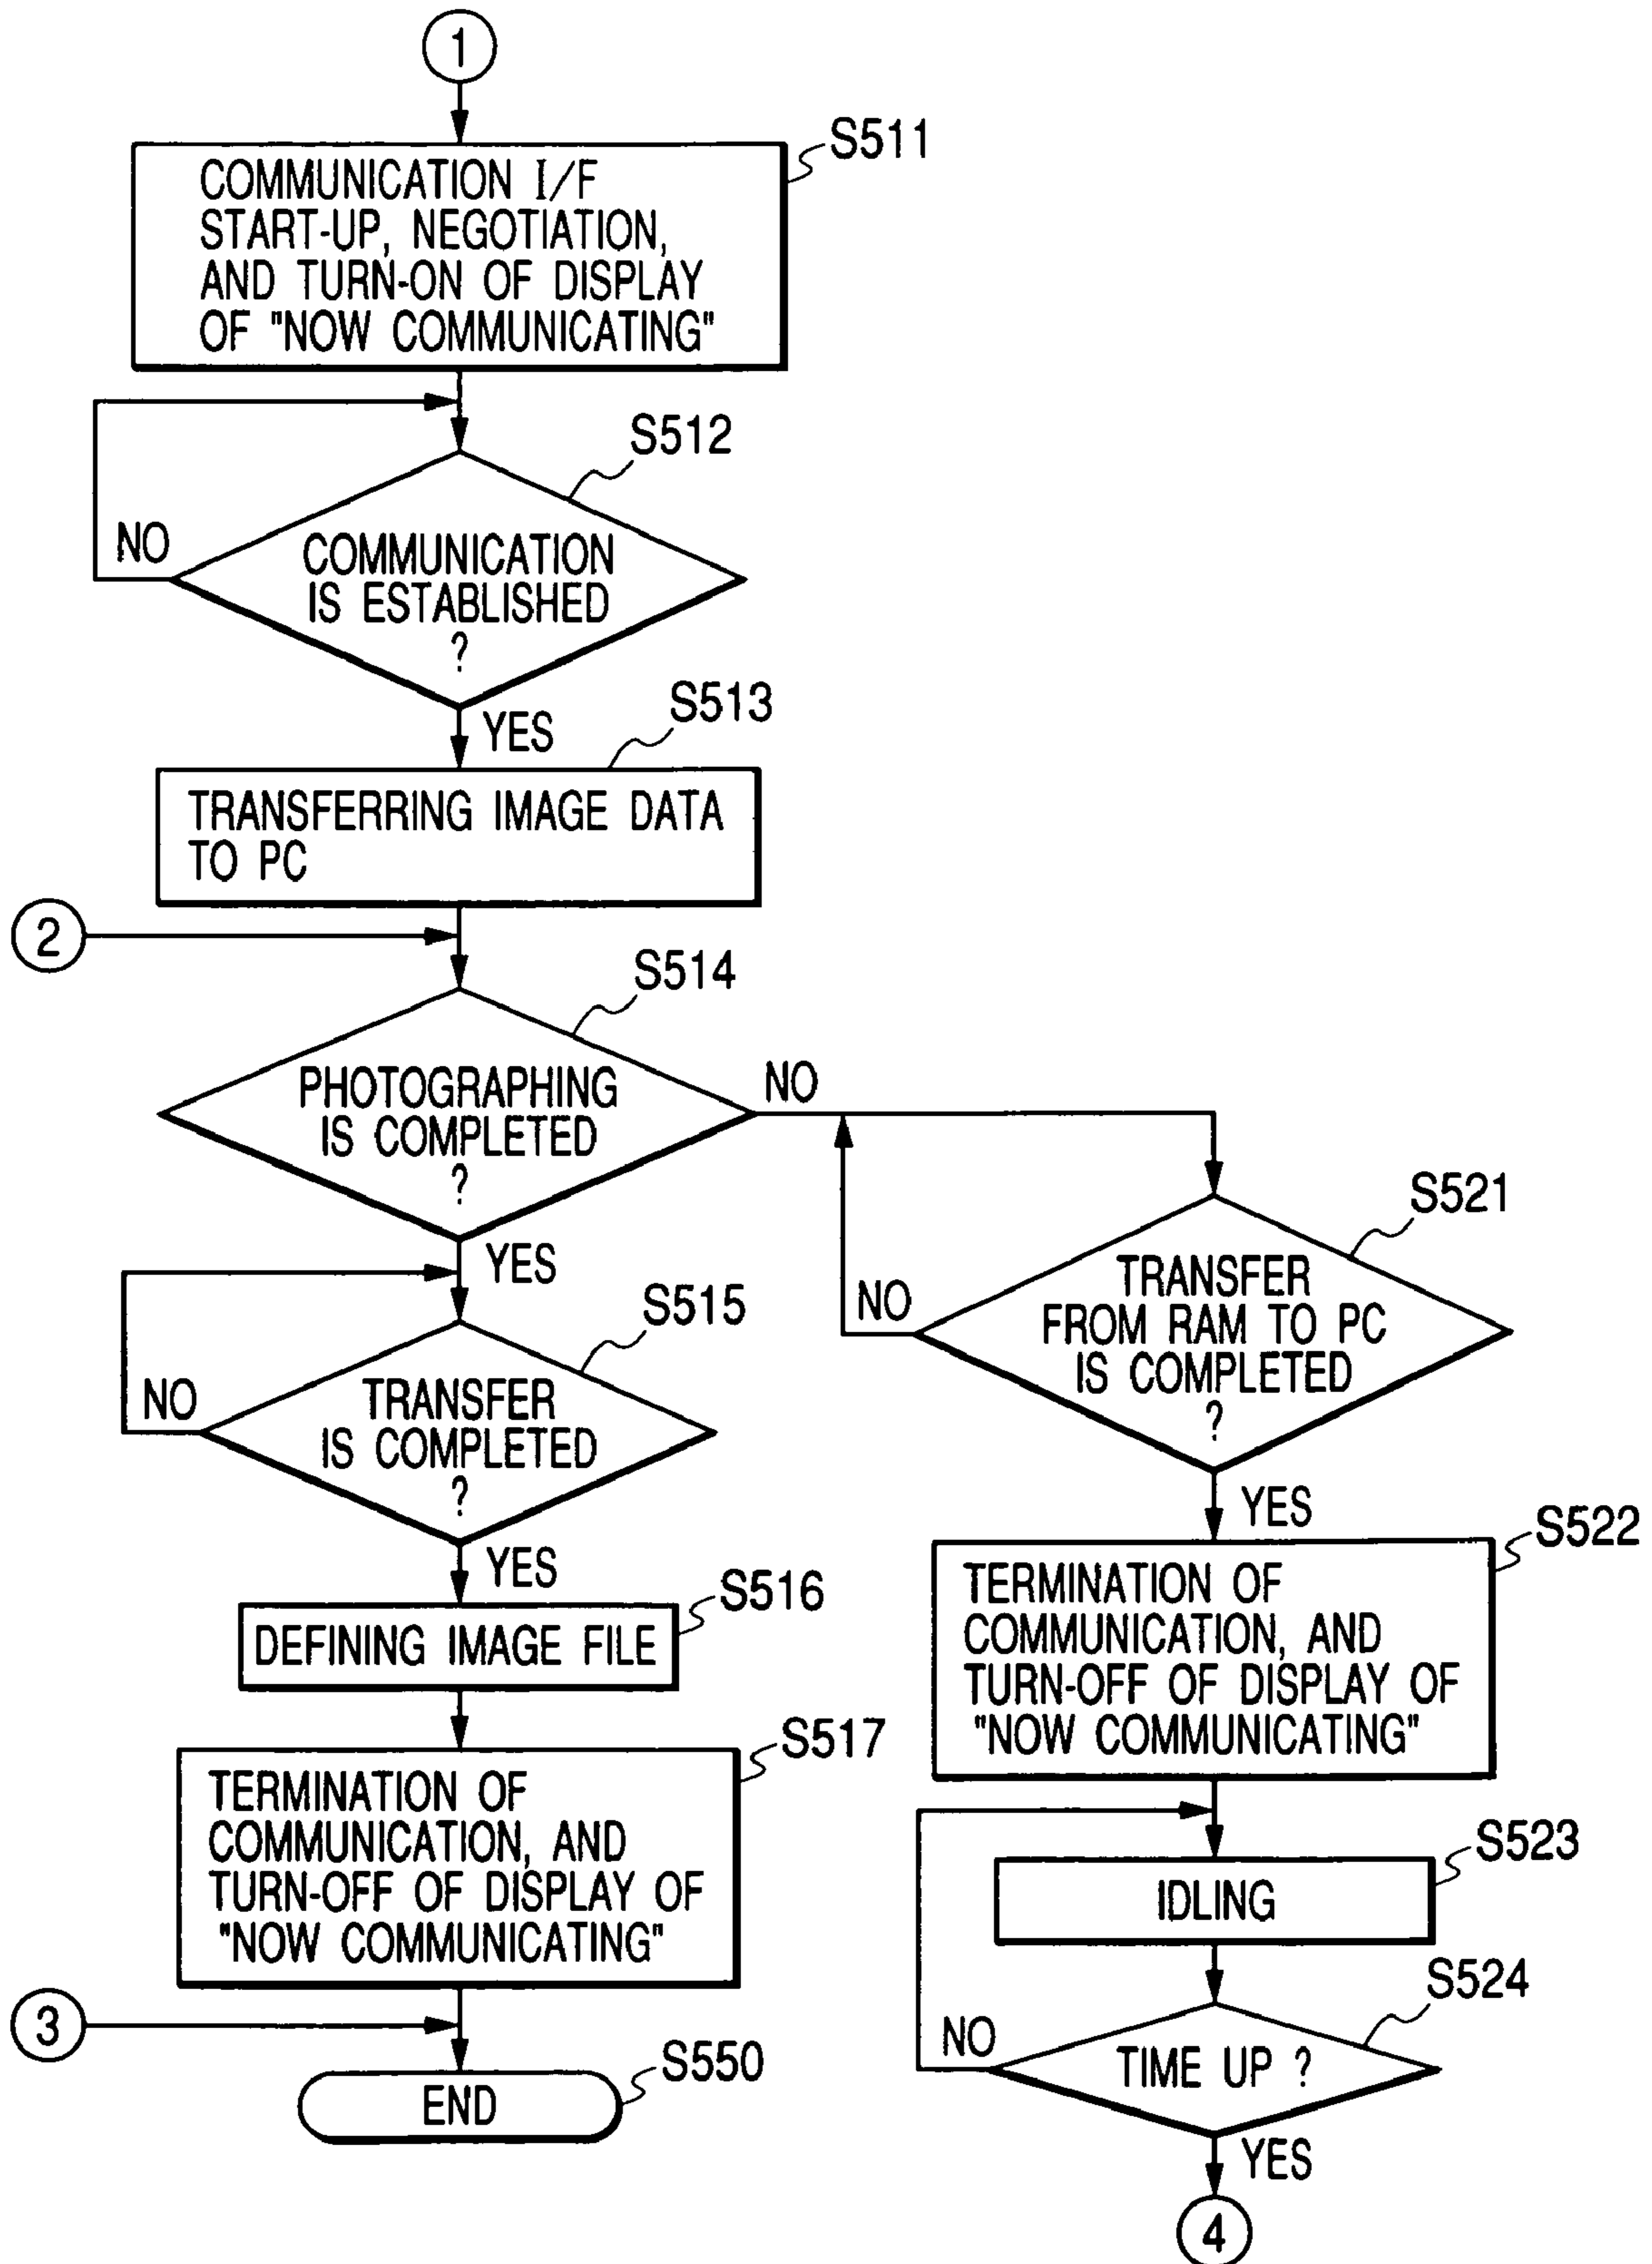 1
S511
COMMUNICATION I/F
START-UP, NEGOTIATION,
AND TURN-ON OF DISPLAY
OF "NOW COMMUNICATING"
S512
NO
COMMUNICATION
IS ESTABLISHED
?
YES
S513
TRANSFERRING IMAGE DATA
TO PC
2
S514
PHOTOGRAPHING
IS COMPLETED
?
NO
YES
S515
NO
TRANSFER
IS COMPLETED
?
YES
S516
DEFINING IMAGE FILE
S517
TERMINATION OF
COMMUNICATION, AND
TURN-OFF OF DISPLAY OF
"NOW COMMUNICATING"
3
S550
END
S521
NO
TRANSFER
FROM RAM TO PC
IS COMPLETED
?
YES
S522
TERMINATION OF
COMMUNICATION, AND
TURN-OFF OF DISPLAY OF
"NOW COMMUNICATING"
S523
IDLING
S524
NO
TIME UP ?
YES
4